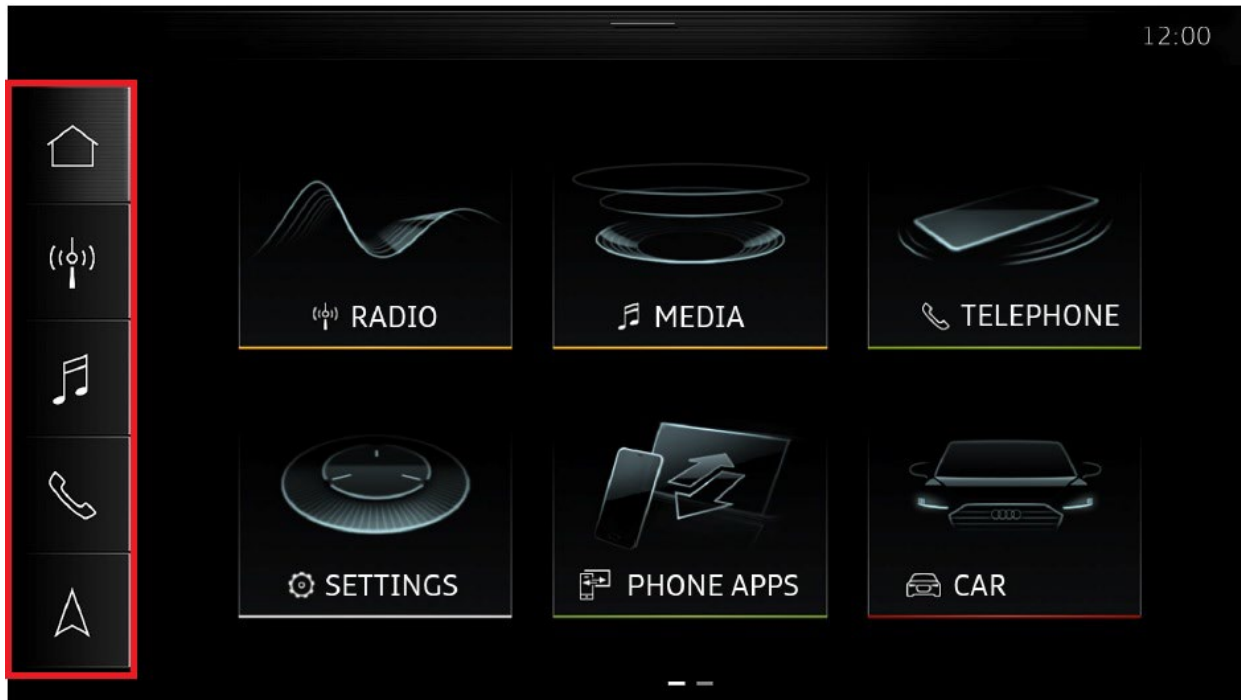 12:00
RADIO
MEDIA
TELEPHONE
SETTINGS
PHONE APPS
CAR